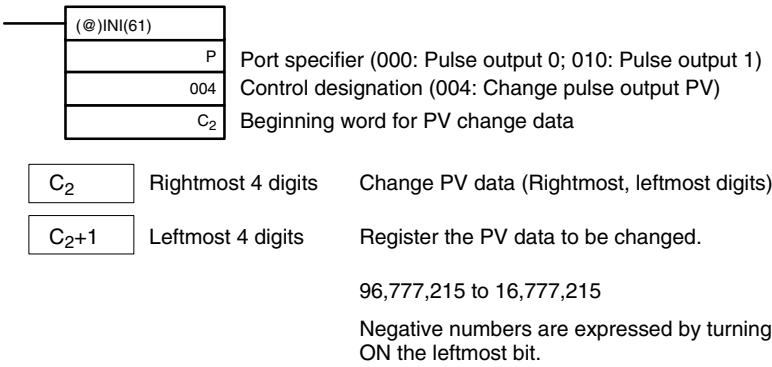 (@)INI(61)
P Port specifier (000: Pulse output 0; 010: Pulse output 1)
004 Control designation (004: Change pulse output PV)
C2 Beginning word for PV change data
C2 Rightmost 4 digits Change PV data (Rightmost, leftmost digits)
C2+1 Leftmost 4 digits Register the PV data to be changed.
96,777,215 to 16,777,215
Negative numbers are expressed by turning
ON the leftmost bit.